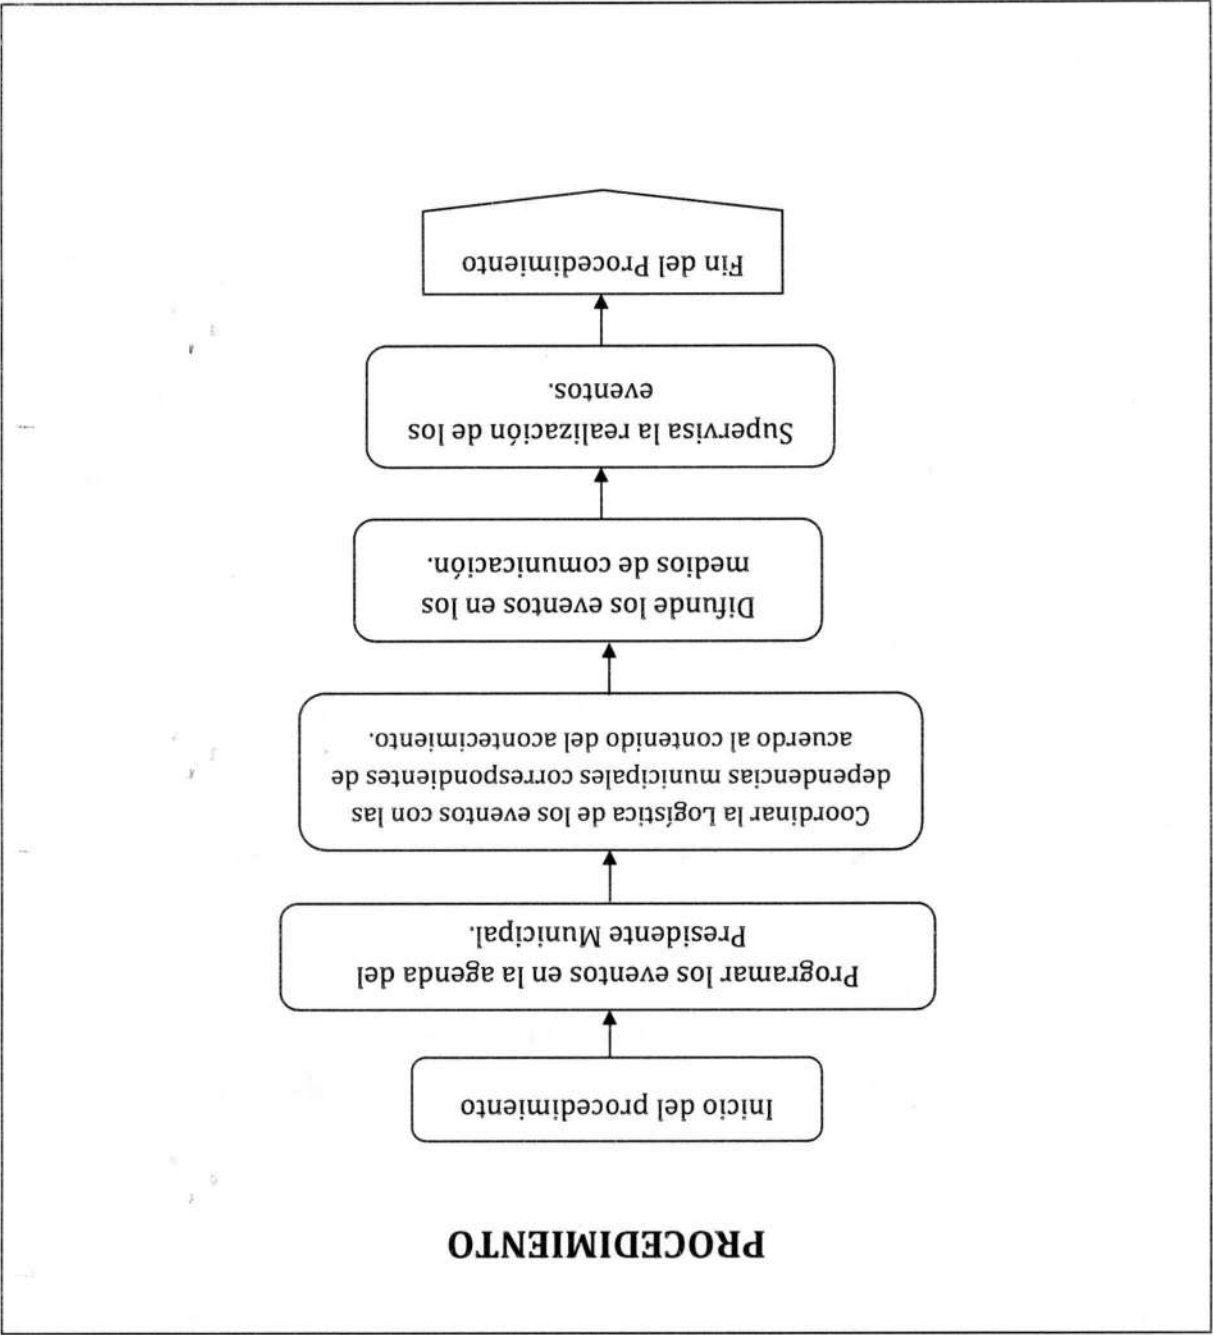 PROCEDIMIENTO
Inicio del procedimiento
Programar los eventos en la agenda del
Presidente Municipal.
Coordinar la Logística de los eventos con las
dependencias municipales correspondientes de
acuerdo al contenido del acontecimiento.
Difunde los eventos en los
medios de comunicación.
Supervisa la realización de los
eventos.
Fin del Procedimiento